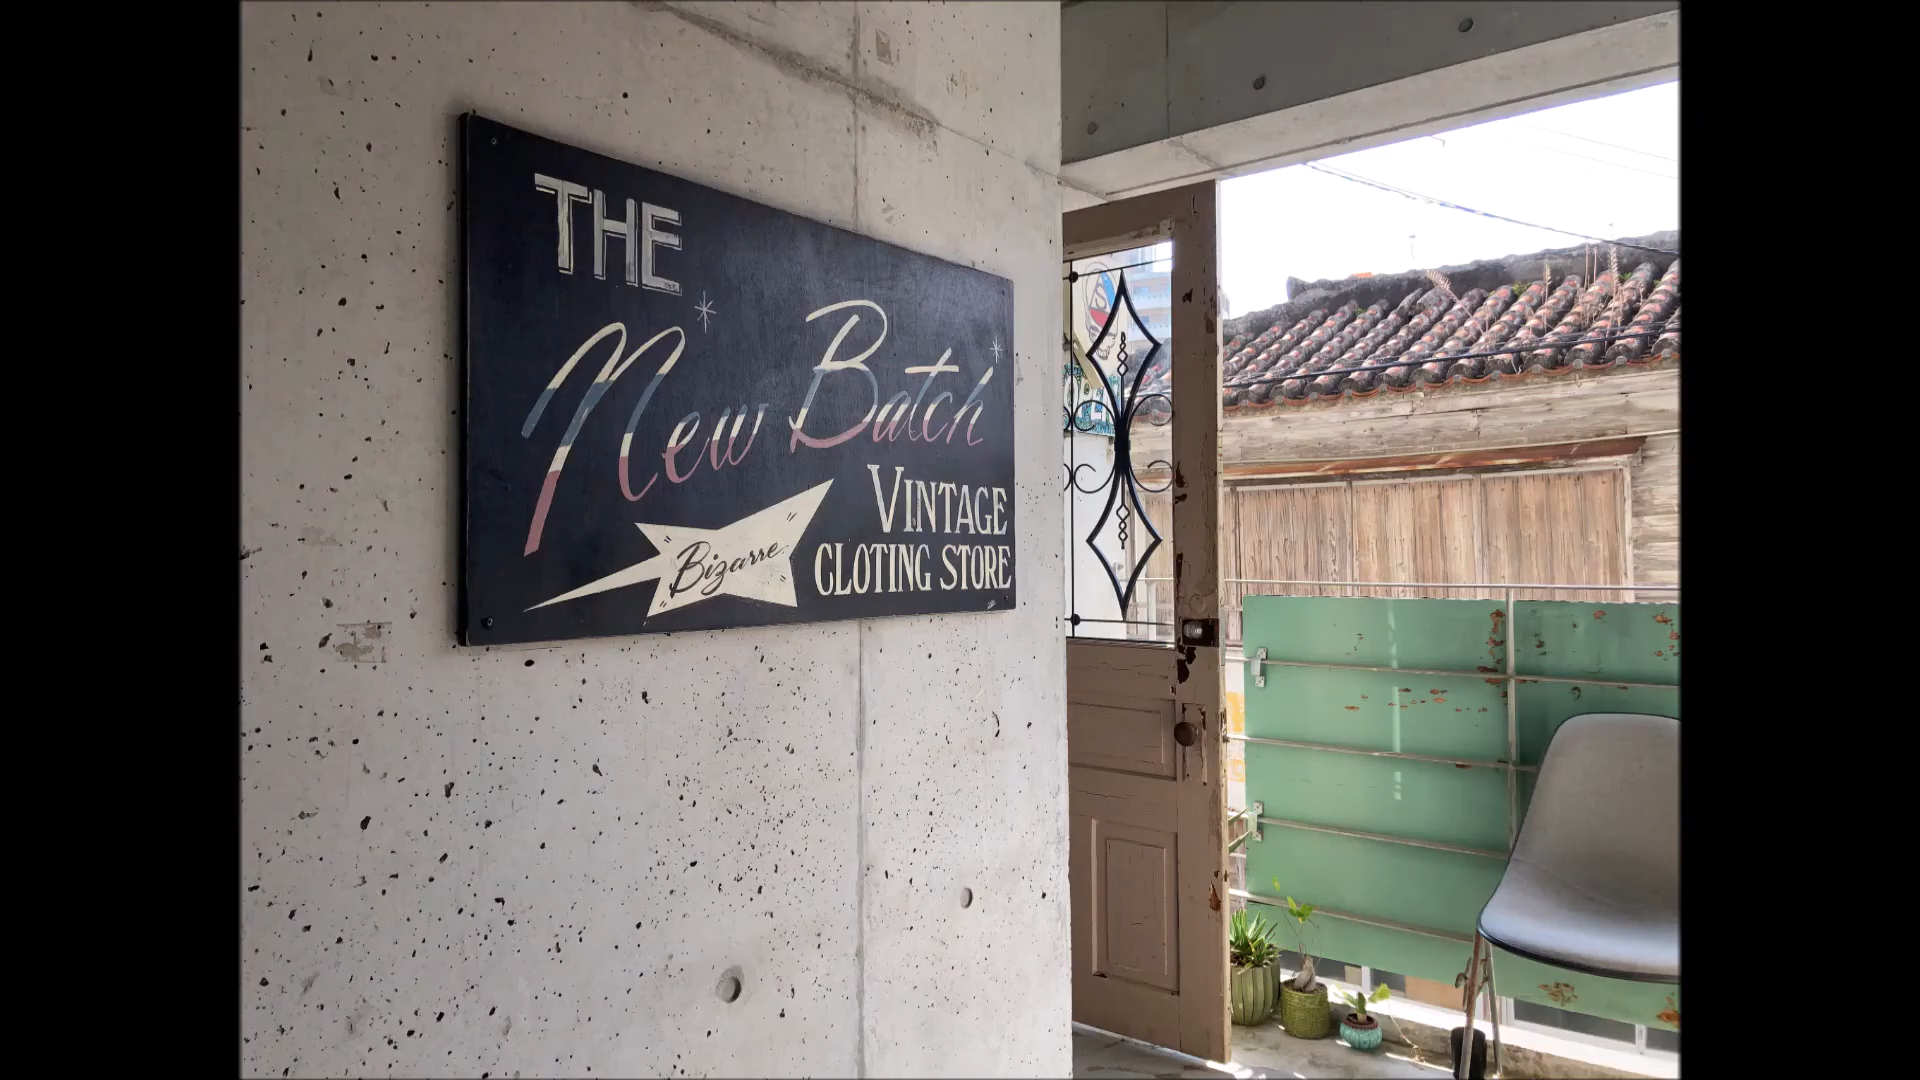 THE
New Batch
VINTAGE
CLOTING STORE
Bizarre